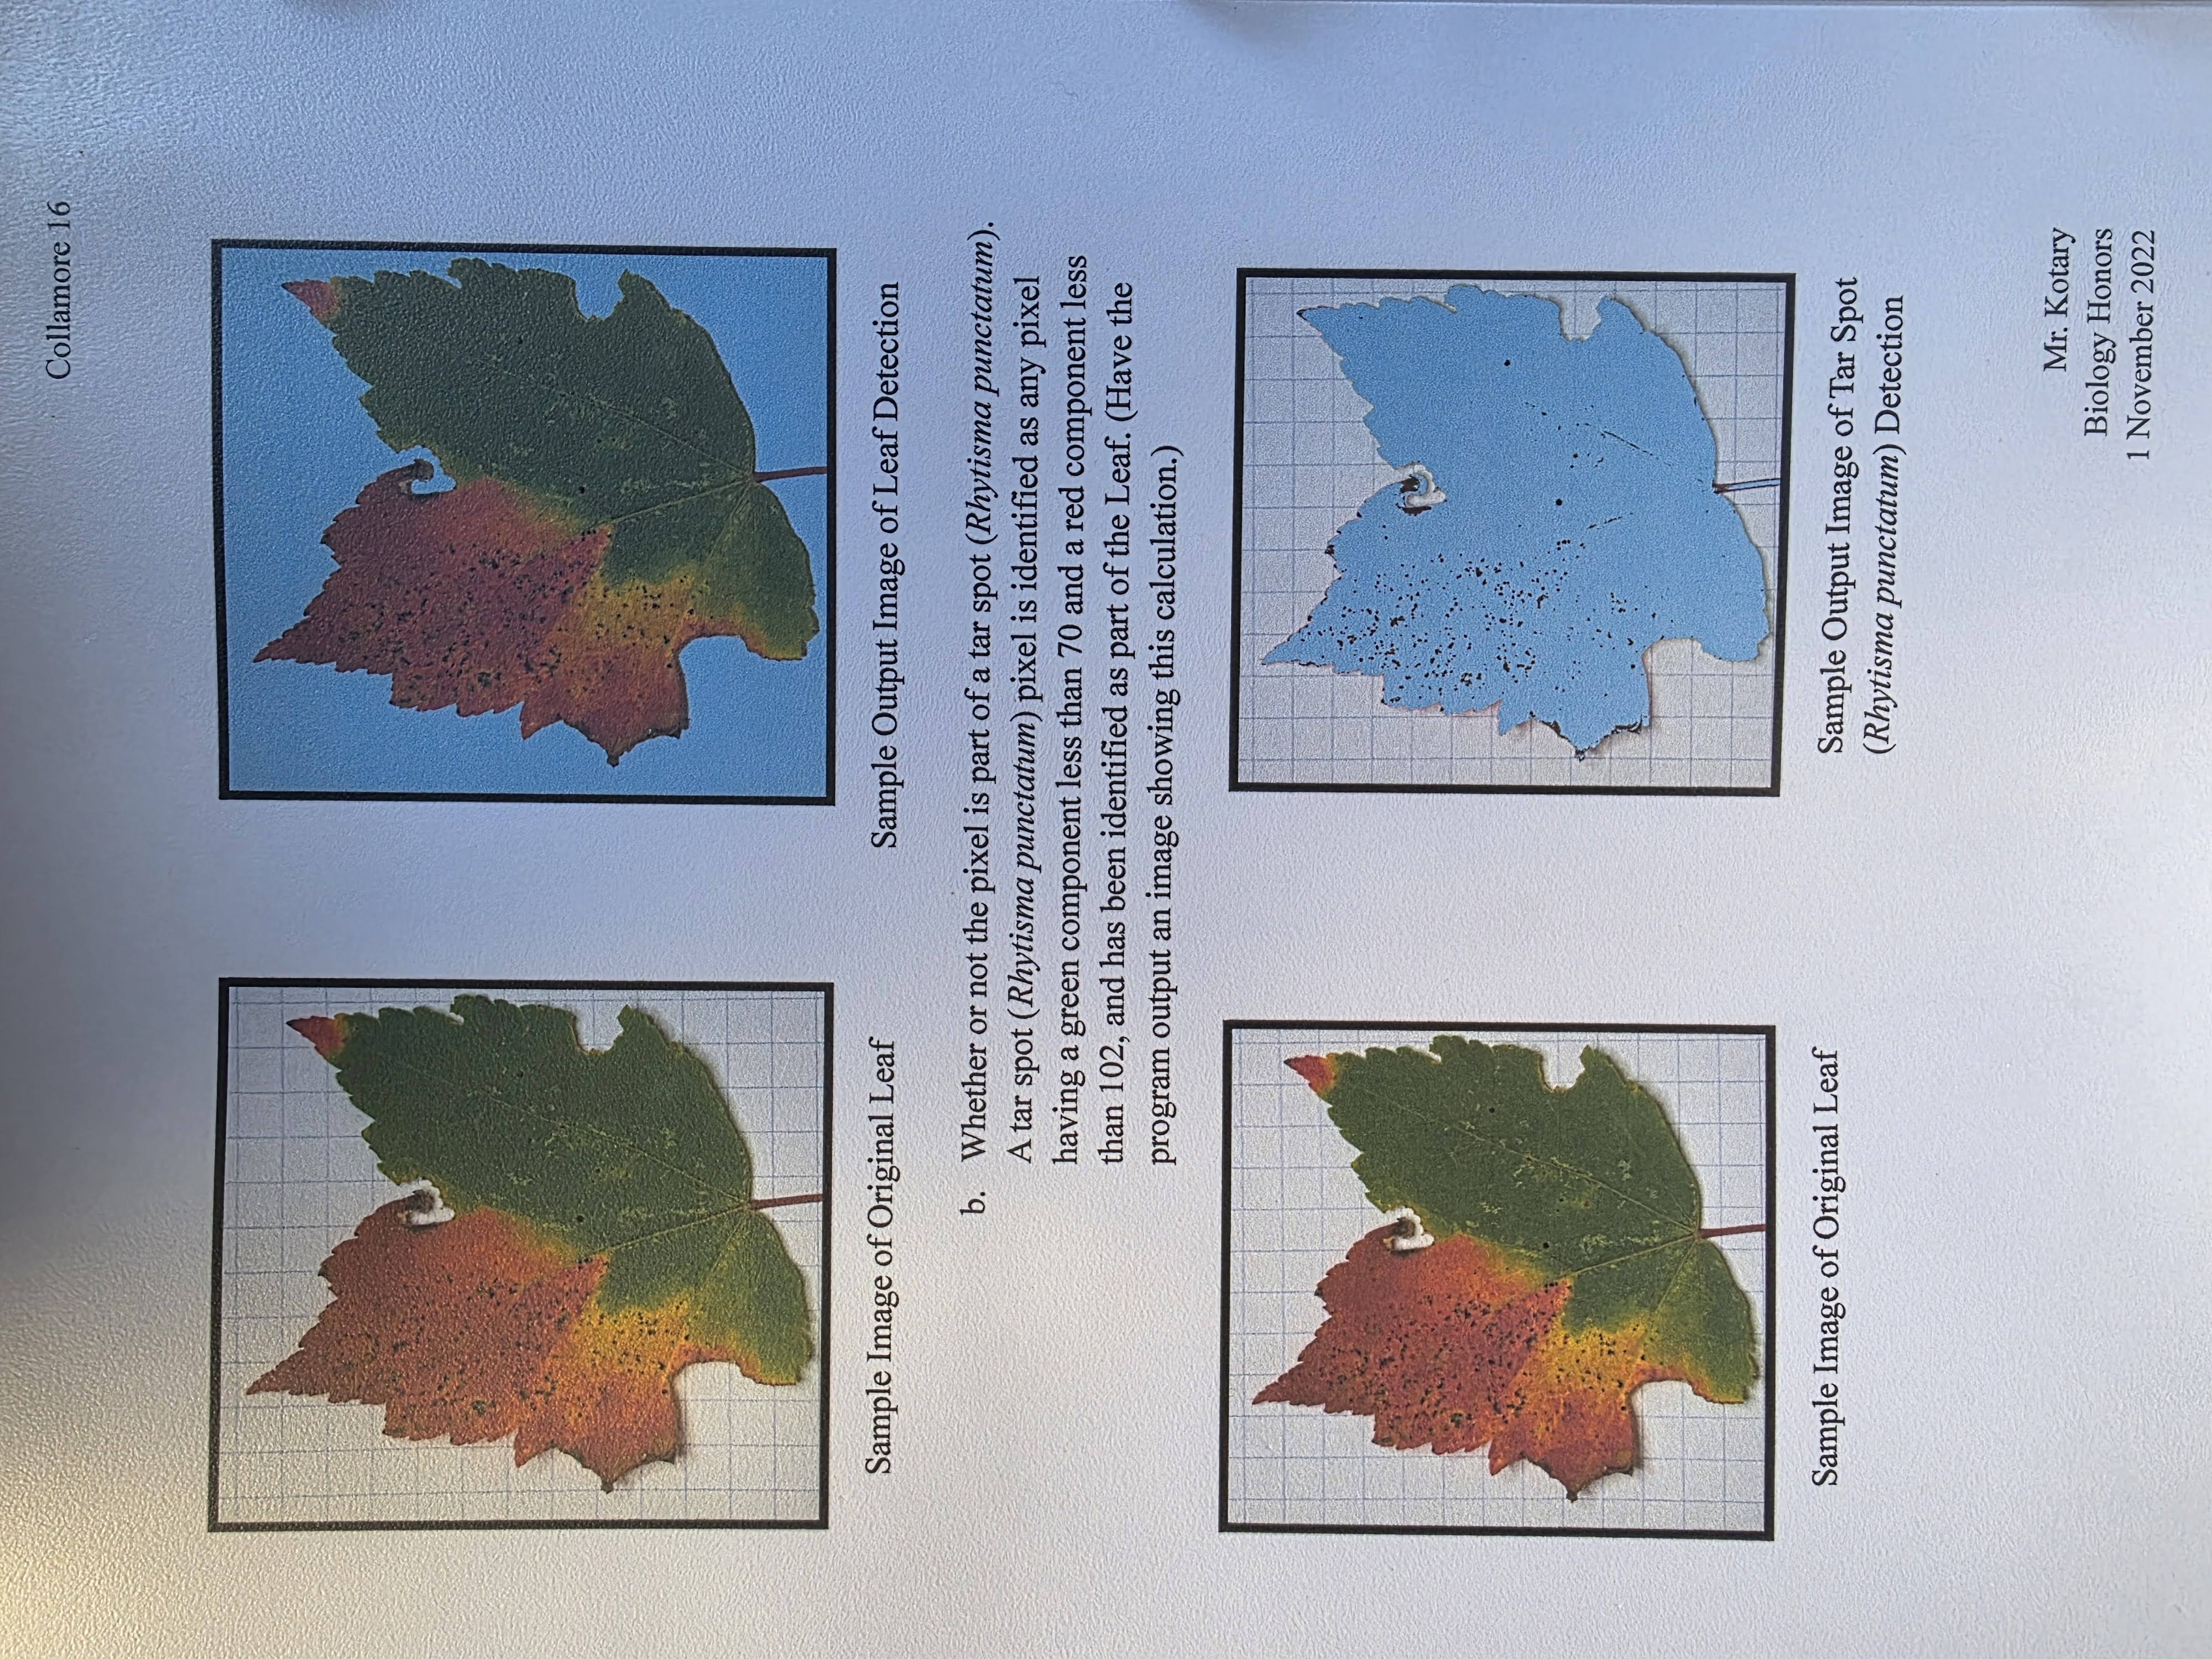 Collamore 16
Sample Image of Original Leaf
Sample Output Image of Leaf Detection
b. Whether or not the pixel is part of a tar spot (Rhytisma punctatum).
A tar spot (Rhytisma punctatum) pixel is identified as any pixel
having a green component less than 70 and a red component less
than 102, and has been identified as part of the Leaf. (Have the
program output an image showing this calculation.)
Sample Image of Original Leaf
Sample Output Image of Tar Spot
(Rhytisma punctatum) Detection
Mr. Kotary
Biology Honors
1 November 2022